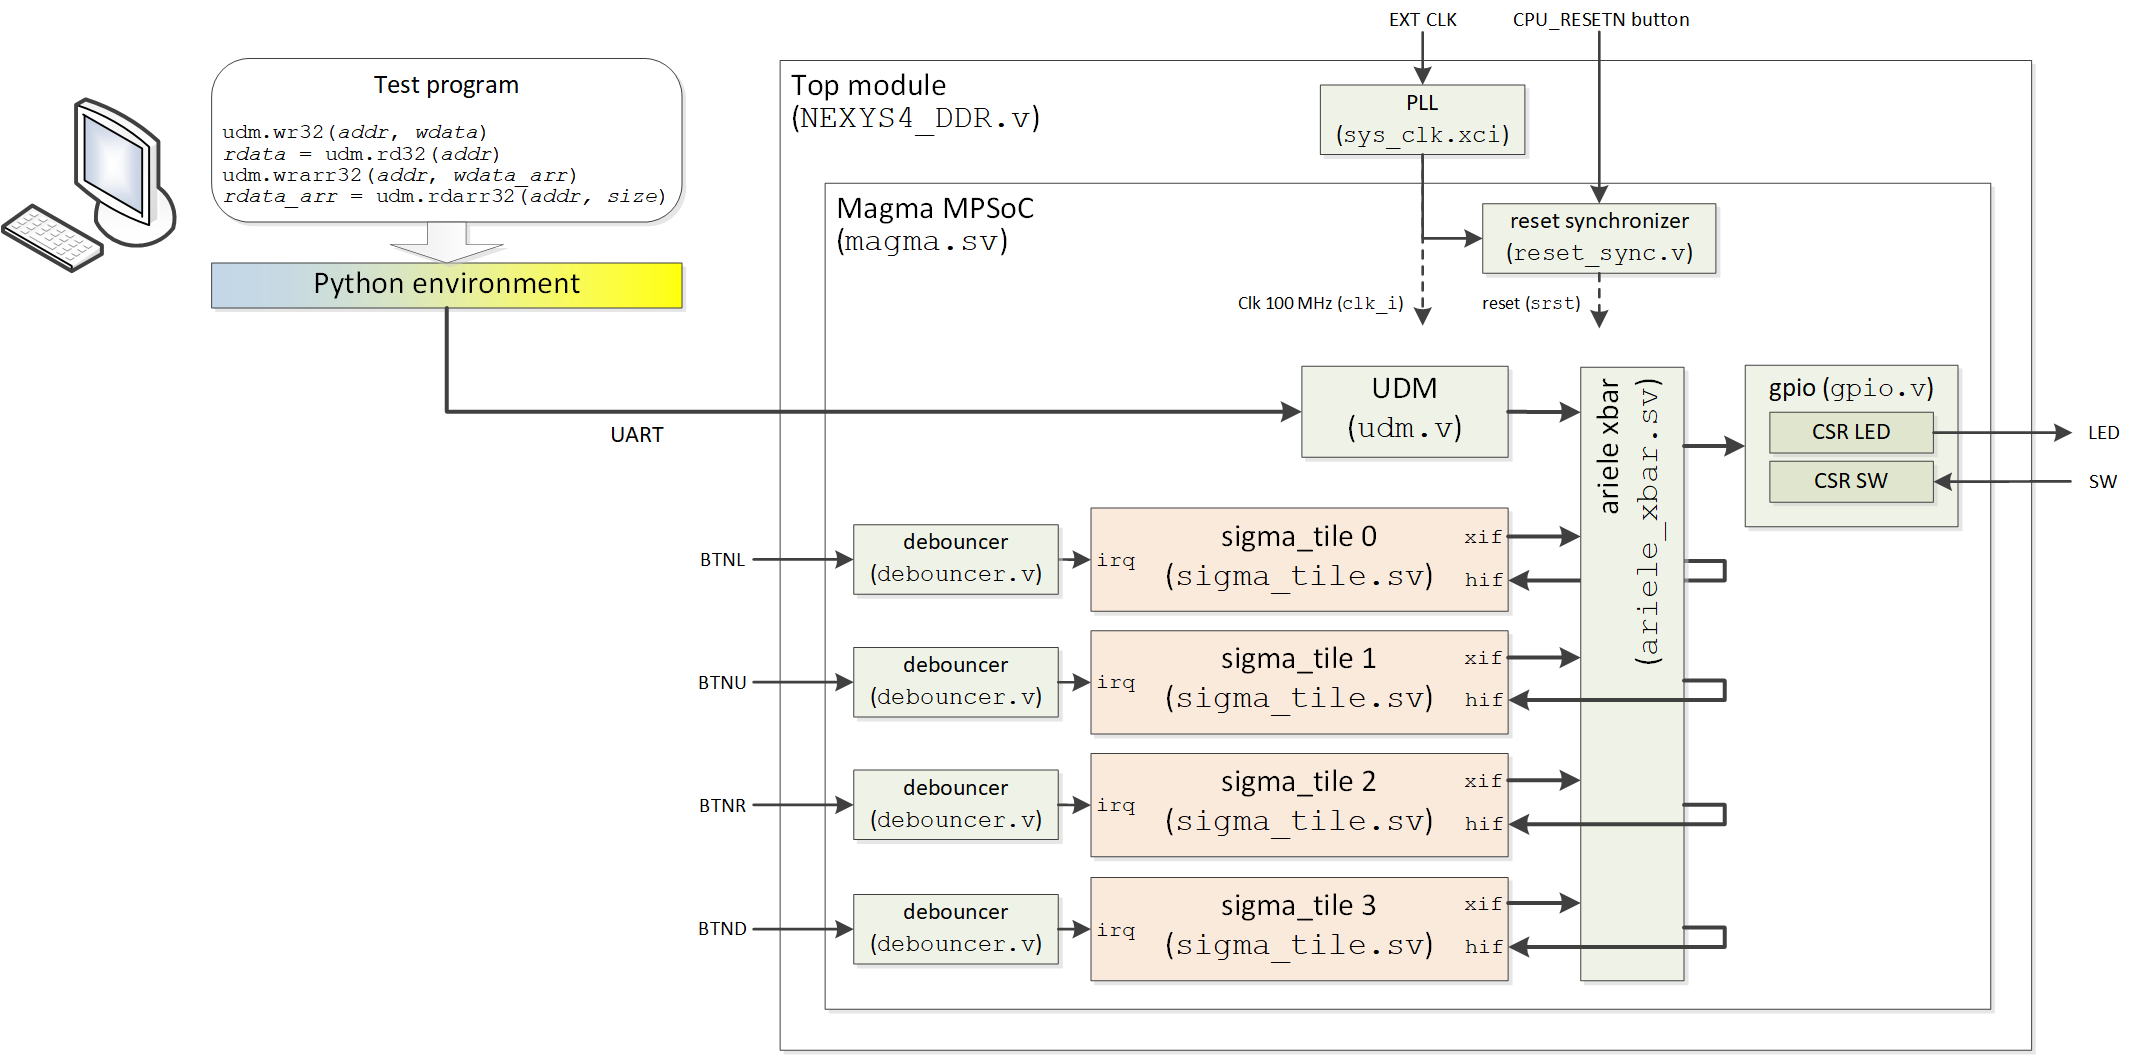 EXT CLK
CPU_RESETN button
Test program
udm.wr32(addr, wdata)
rdata = udm.rd32(addr)
udm.wrarr32(addr, wdata_arr)
rdata_arr = udm.rdarr32(addr, size)
Python environment
UART
Top module
(NEXYS4_DDR.v)
PLL
(sys_clk.xci)
Magma MPSoC
(magma.sv)
reset synchronizer
(reset_sync.v)
Clk 100 MHz (clk_i)
reset (srst)
UDM
(udm.v)
ariele xbar
(ariele_xbar.sv)
gpio (gpio.v)
CSR LED
CSR SW
LED
SW
BTNL
debouncer
(debouncer.v)
irq
sigma_tile 0
(sigma_tile.sv)
xif
hif
BTNU
debouncer
(debouncer.v)
irq
sigma_tile 1
(sigma_tile.sv)
xif
hif
BTNR
debouncer
(debouncer.v)
irq
sigma_tile 2
(sigma_tile.sv)
xif
hif
BTND
debouncer
(debouncer.v)
irq
sigma_tile 3
(sigma_tile.sv)
xif
hif